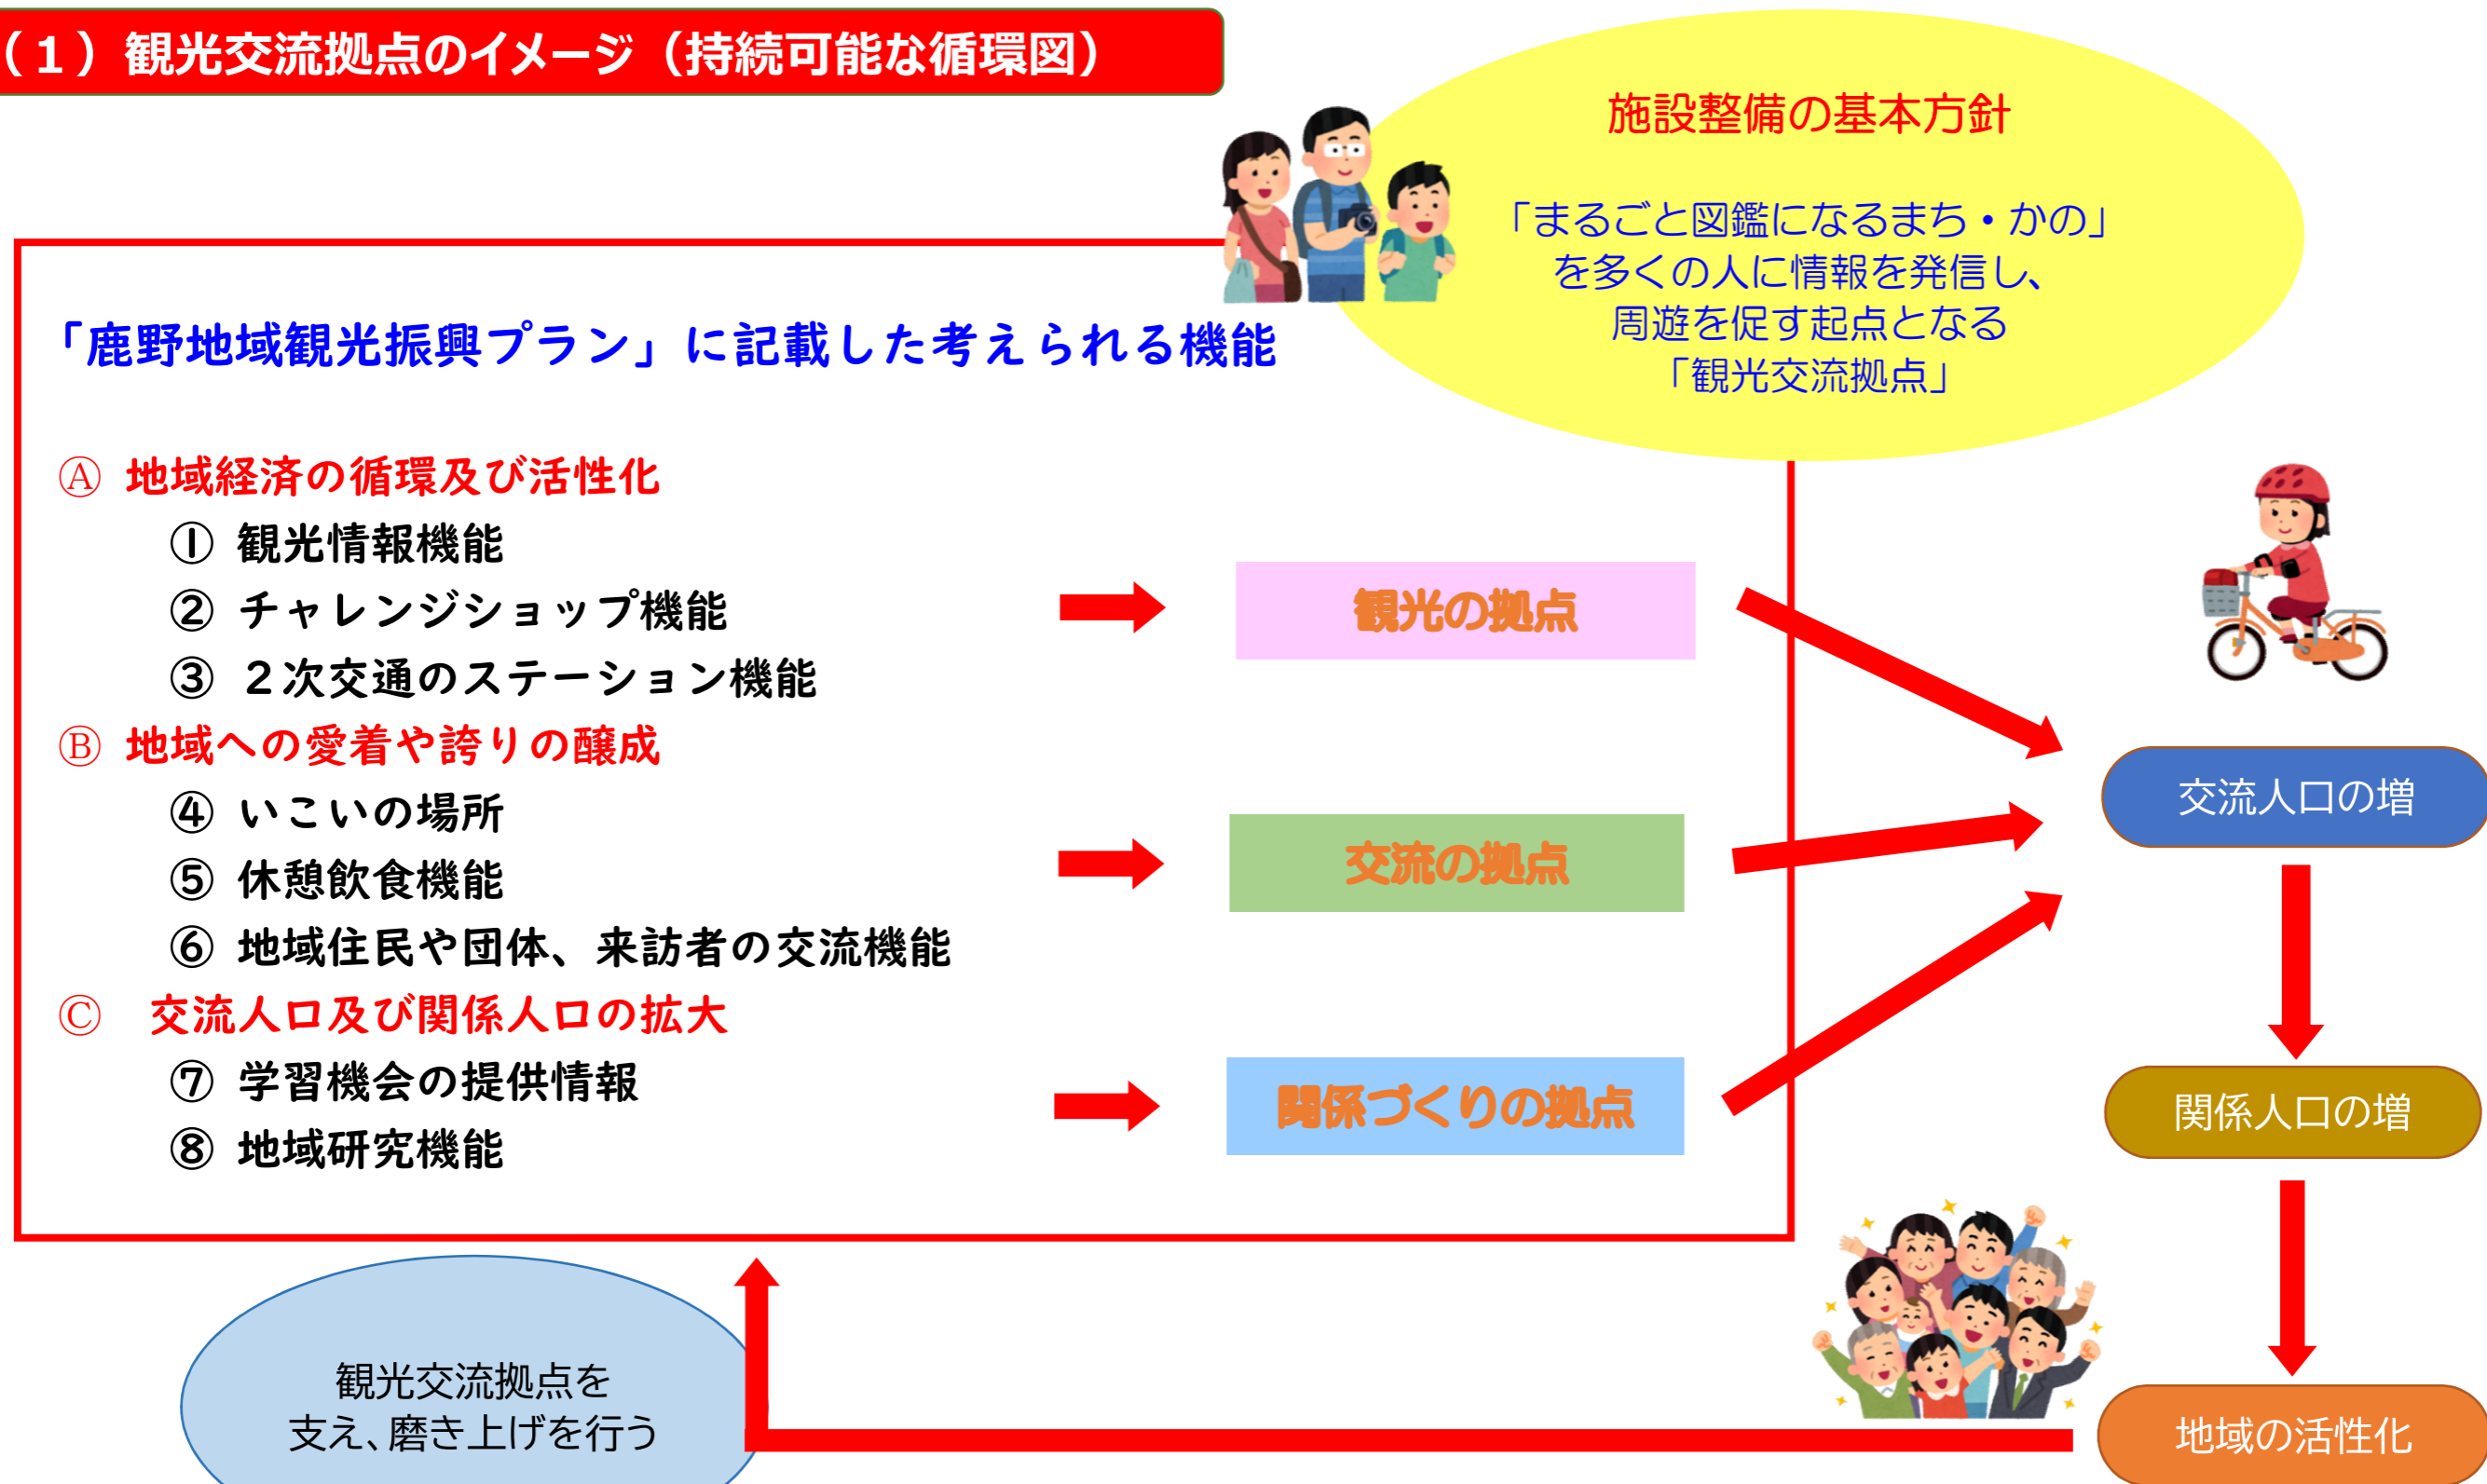 （１）観光交流拠点のイメージ（持続可能な循環図）
施設整備の基本方針
「まるごと図鑑になるまち・かの」
を多くの人に情報を発信し、
周遊を促す起点となる
「観光交流拠点」
「鹿野地域観光振興プラン」に記載した考えられる機能
Ⓐ 地域経済の循環及び活性化
① 観光情報機能
② チャレンジショップ機能
③ ２次交通のステーション機能
Ⓑ 地域への愛着や誇りの醸成
④ いこいの場所
⑤ 休憩飲食機能
⑥ 地域住民や団体、来訪者の交流機能
Ⓒ 交流人口及び関係人口の拡大
⑦ 学習機会の提供情報
⑧ 地域研究機能
観光の拠点
交流の拠点
関係づくりの拠点
交流人口の増
関係人口の増
地域の活性化
観光交流拠点を
支え、磨き上げを行う